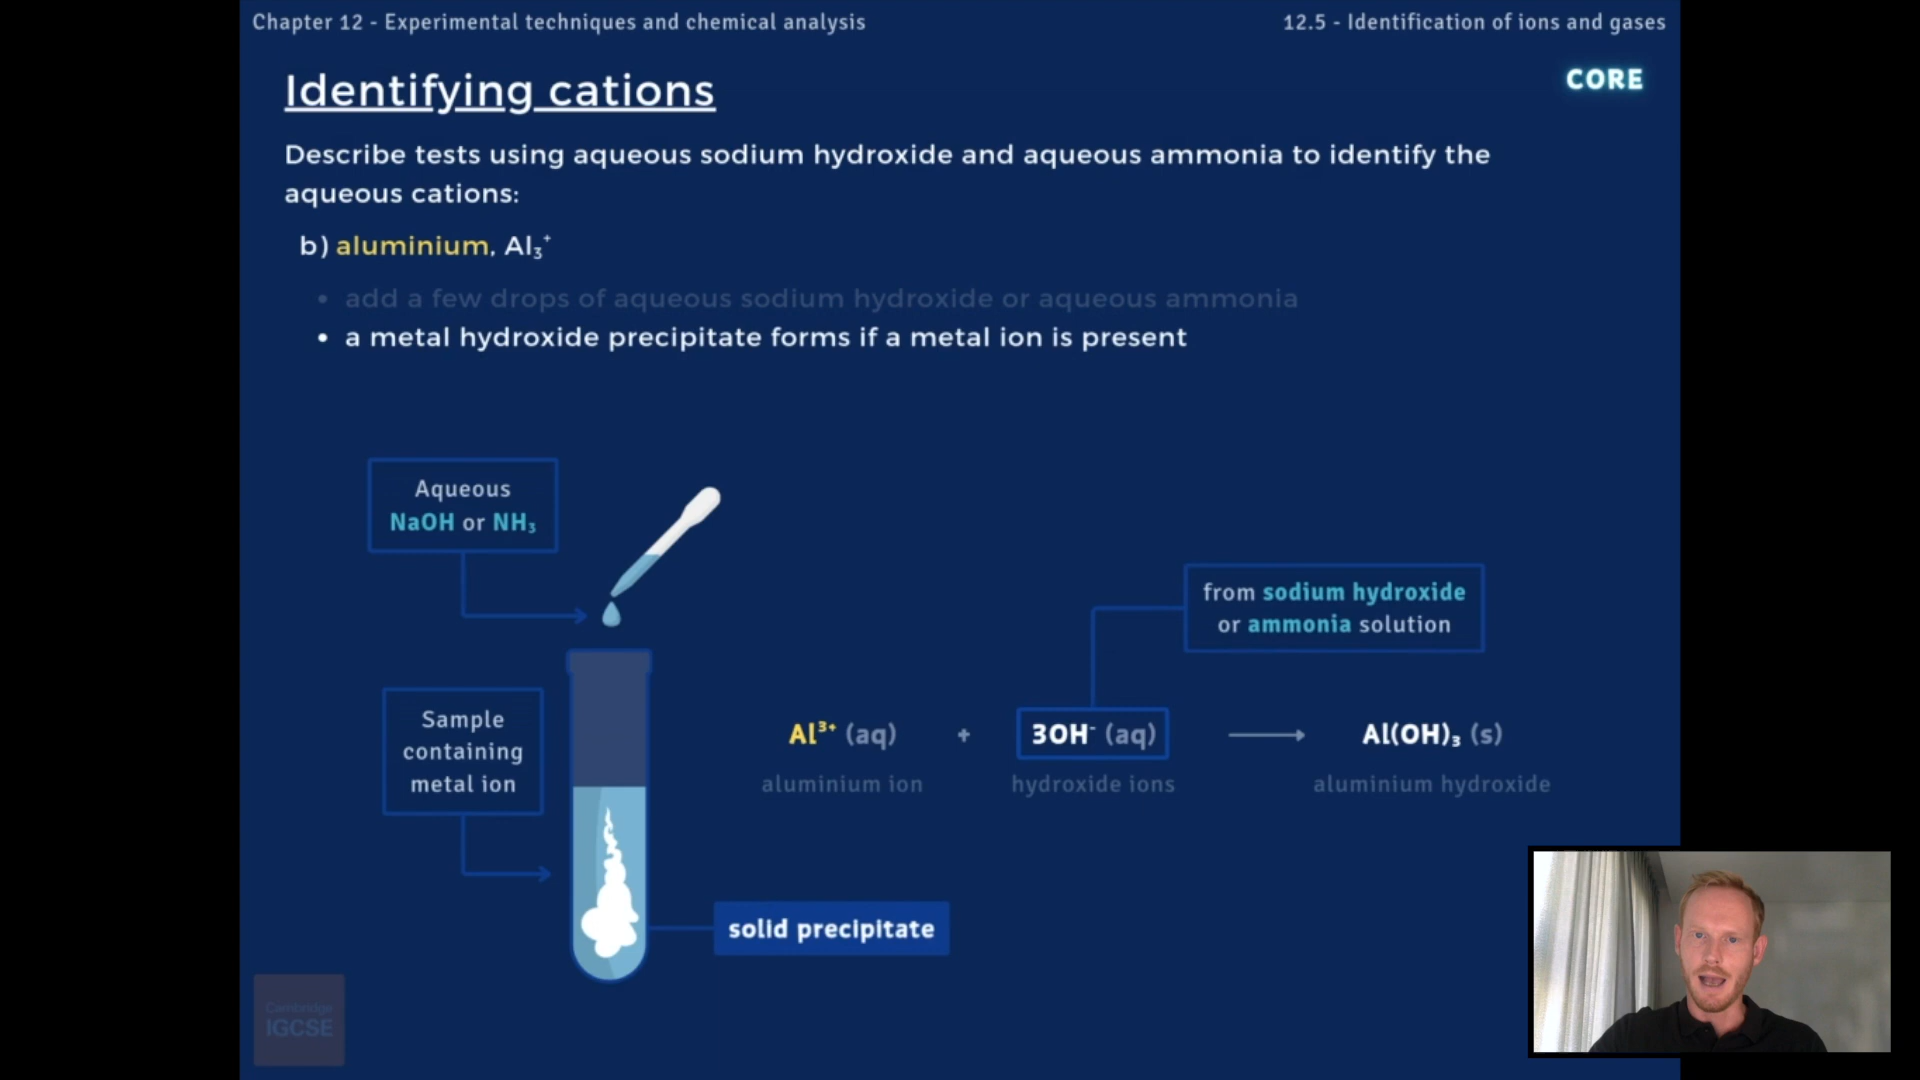 Chapter 12 - Experimental techniques and chemical analysis
12.5 - Identification of ions and gases
Identifying cations
CORE
Describe tests using aqueous sodium hydroxide and aqueous ammonia to identify the
aqueous cations:
b) aluminium, Al₃⁺
• add a few drops of aqueous sodium hydroxide or aqueous ammonia
• a metal hydroxide precipitate forms if a metal ion is present
Aqueous
NaOH or NH₃
from sodium hydroxide
or ammonia solution
Sample
containing
metal ion
Al³⁺ (aq) + 3OH⁻ (aq) ⟶ Al(OH)₃ (s)
aluminium ion hydroxide ions aluminium hydroxide
solid precipitate
Cambridge
IGCSE